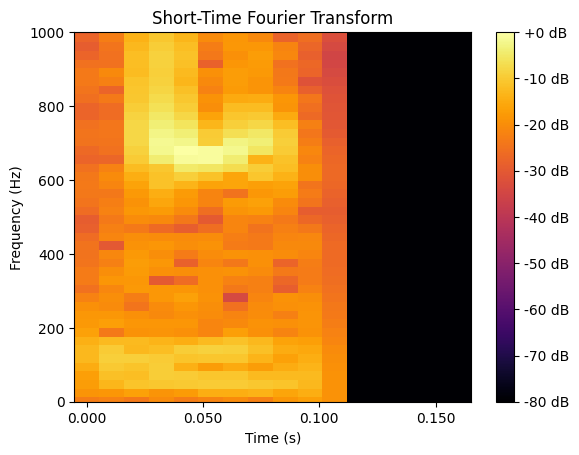 Short-Time Fourier Transform
1000
800
600
400
200
0
Frequency (Hz)
0.000
0.050
0.100
0.150
Time (s)
+0 dB
-10 dB
-20 dB
-30 dB
-40 dB
-50 dB
-60 dB
-70 dB
-80 dB